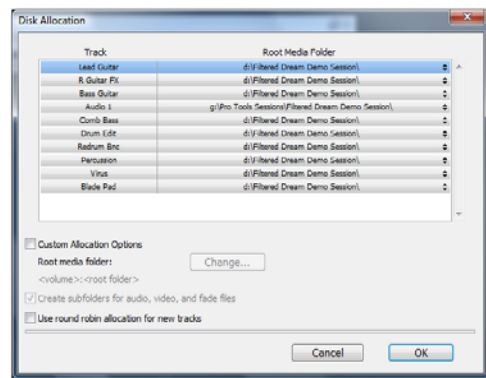 Disk Allocation
Track Root Media Folder
Lead Guitar d:\Filtered Dream Demo Session\
R Guitar FX d:\Filtered Dream Demo Session\
Bass Guitar d:\Filtered Dream Demo Session\
Audio 1 g:\Pro Tools Sessions\Filtered Dream Demo Session\
Comb Bass d:\Filtered Dream Demo Session\
Drum Edit d:\Filtered Dream Demo Session\
Redrum Bnc d:\Filtered Dream Demo Session\
Percussion d:\Filtered Dream Demo Session\
Virus d:\Filtered Dream Demo Session\
Blade Pad d:\Filtered Dream Demo Session\
Custom Allocation Options
Root media folder: Change...
<volume>:<root folder>
Create subfolders for audio, video, and fade files
Use round robin allocation for new tracks
Cancel OK